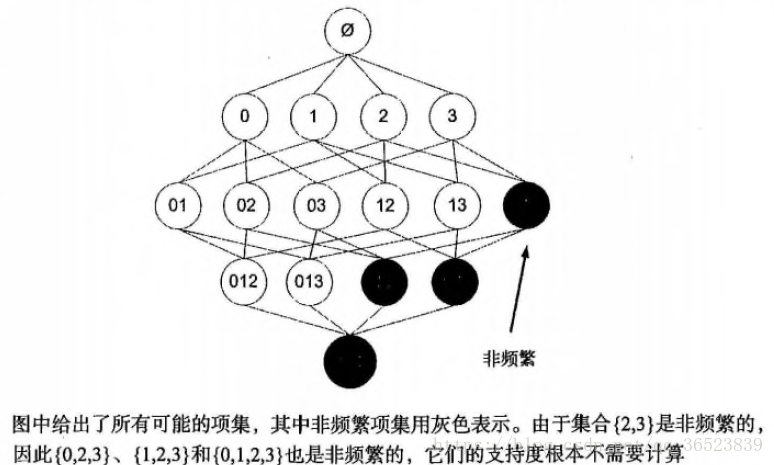 Ø
0 1 2 3
01 02 03 12 13
012 013
非频繁
图中给出了所有可能的项集，其中非频繁项集用灰色表示。由于集合{2,3}是非频繁的，
因此{0,2,3}、{1,2,3}和{0,1,2,3}也是非频繁的，它们的支持度根本不需要计算